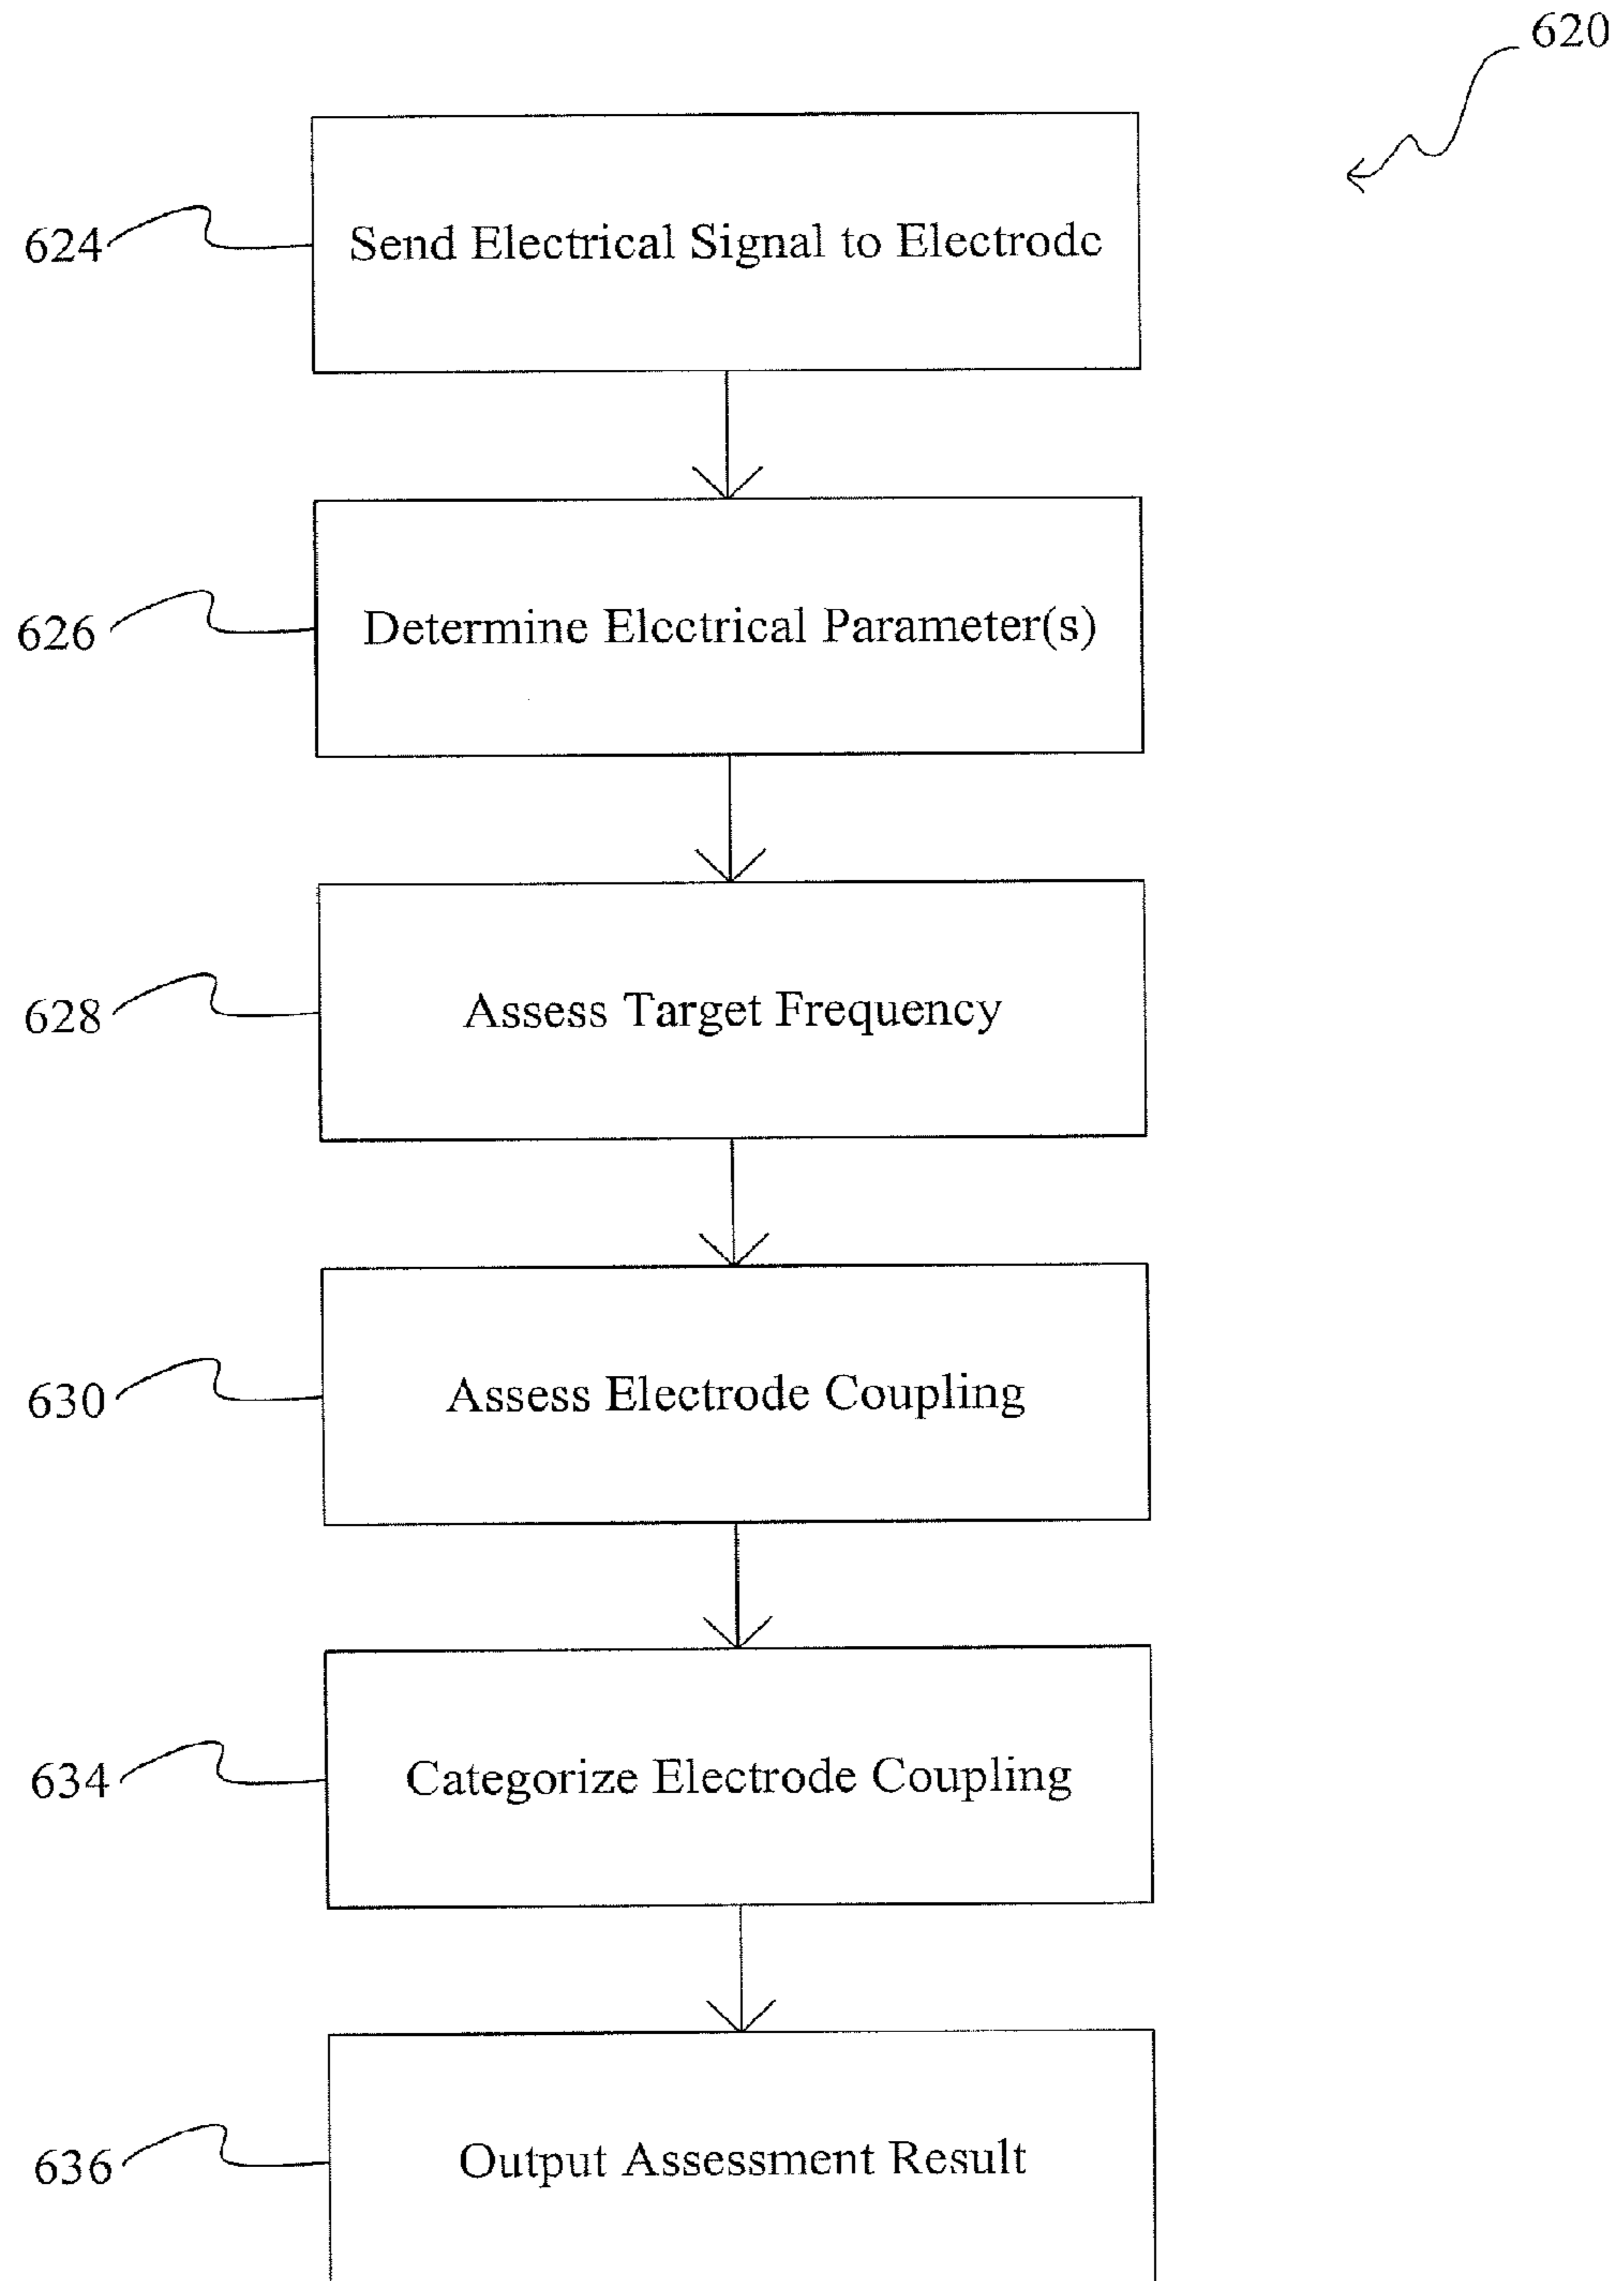 620
624 Send Electrical Signal to Electrode
626 Determine Electrical Parameter(s)
628 Assess Target Frequency
630 Assess Electrode Coupling
634 Categorize Electrode Coupling
636 Output Assessment Result